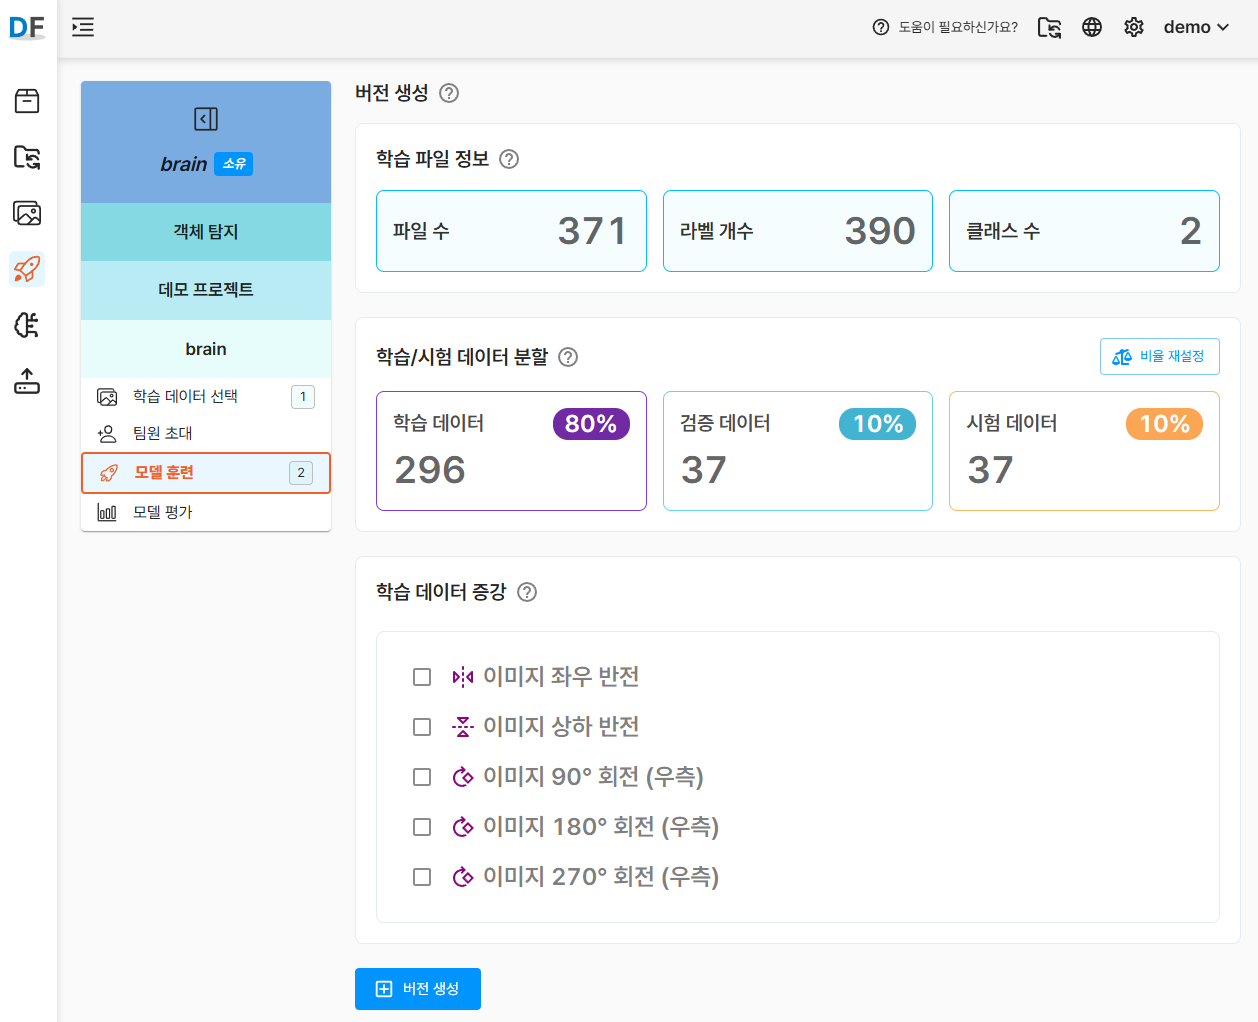 DF
도움이 필요하신가요?
demo
brain 소유
객체 탐지
데모 프로젝트
brain
학습 데이터 선택 1
팀원 초대
모델 훈련 2
모델 평가
버전 생성
학습 파일 정보
파일 수 371
라벨 개수 390
클래스 수 2
학습/시험 데이터 분할
비율 재설정
학습 데이터 80%
296
검증 데이터 10%
37
시험 데이터 10%
37
학습 데이터 증강
이미지 좌우 반전
이미지 상하 반전
이미지 90° 회전 (우측)
이미지 180° 회전 (우측)
이미지 270° 회전 (우측)
버전 생성